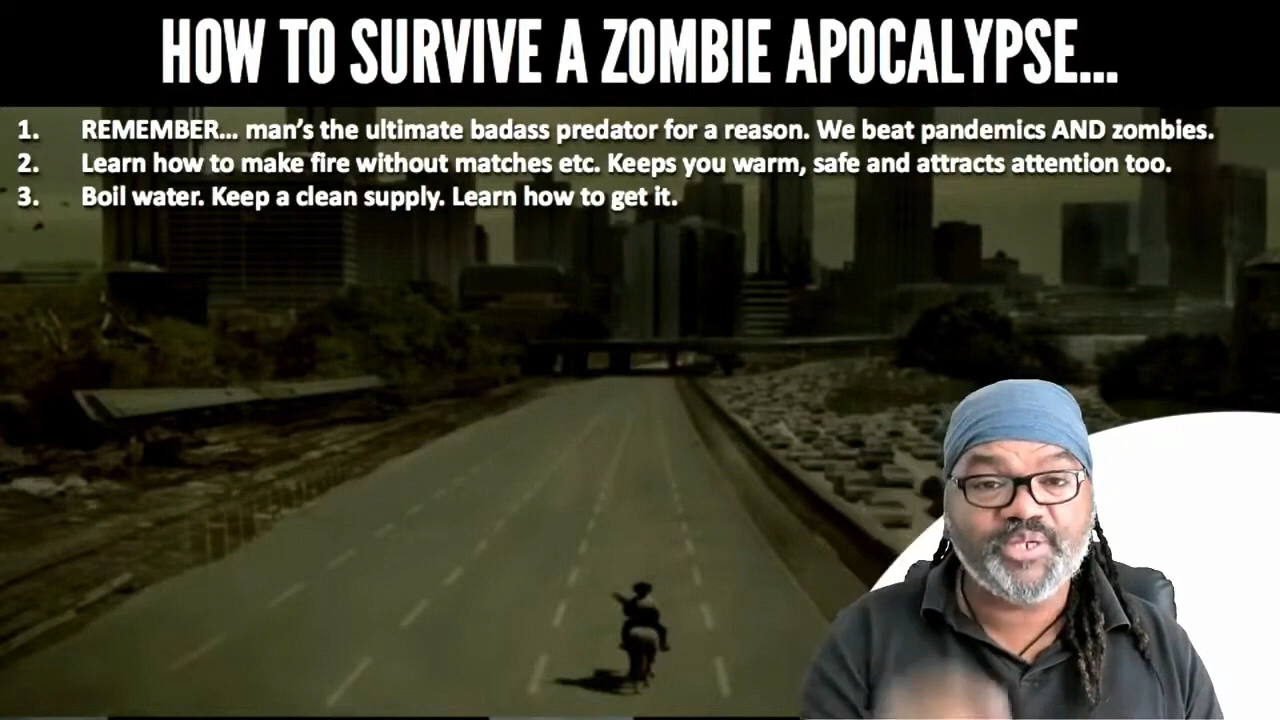 HOW TO SURVIVE A ZOMBIE APOCALYPSE...
1. REMEMBER... man's the ultimate badass predator for a reason. We beat pandemics AND zombies.
2. Learn how to make fire without matches etc. Keeps you warm, safe and attracts attention too.
3. Boil water. Keep a clean supply. Learn how to get it.